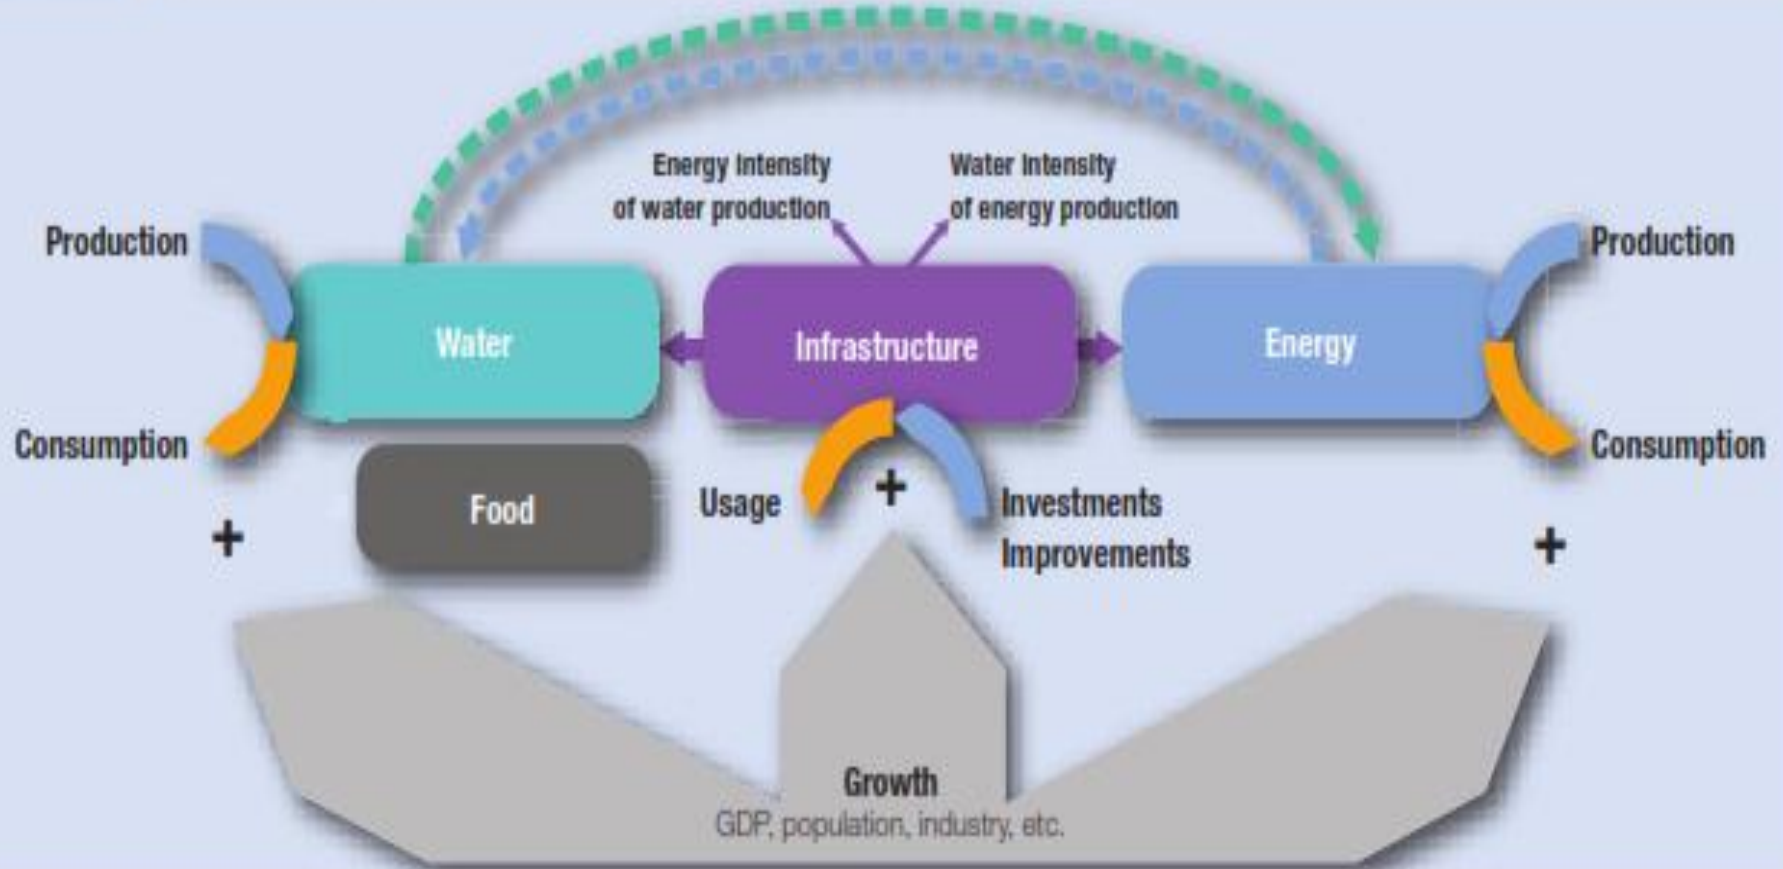 Energy Intensity
of water production
Water Intensity
of energy production
Production
Production
Water
Infrastructure
Energy
Consumption
Consumption
Food
Usage
+
Investments
Improvements
+
+
Growth
GDP, population, industry, etc.